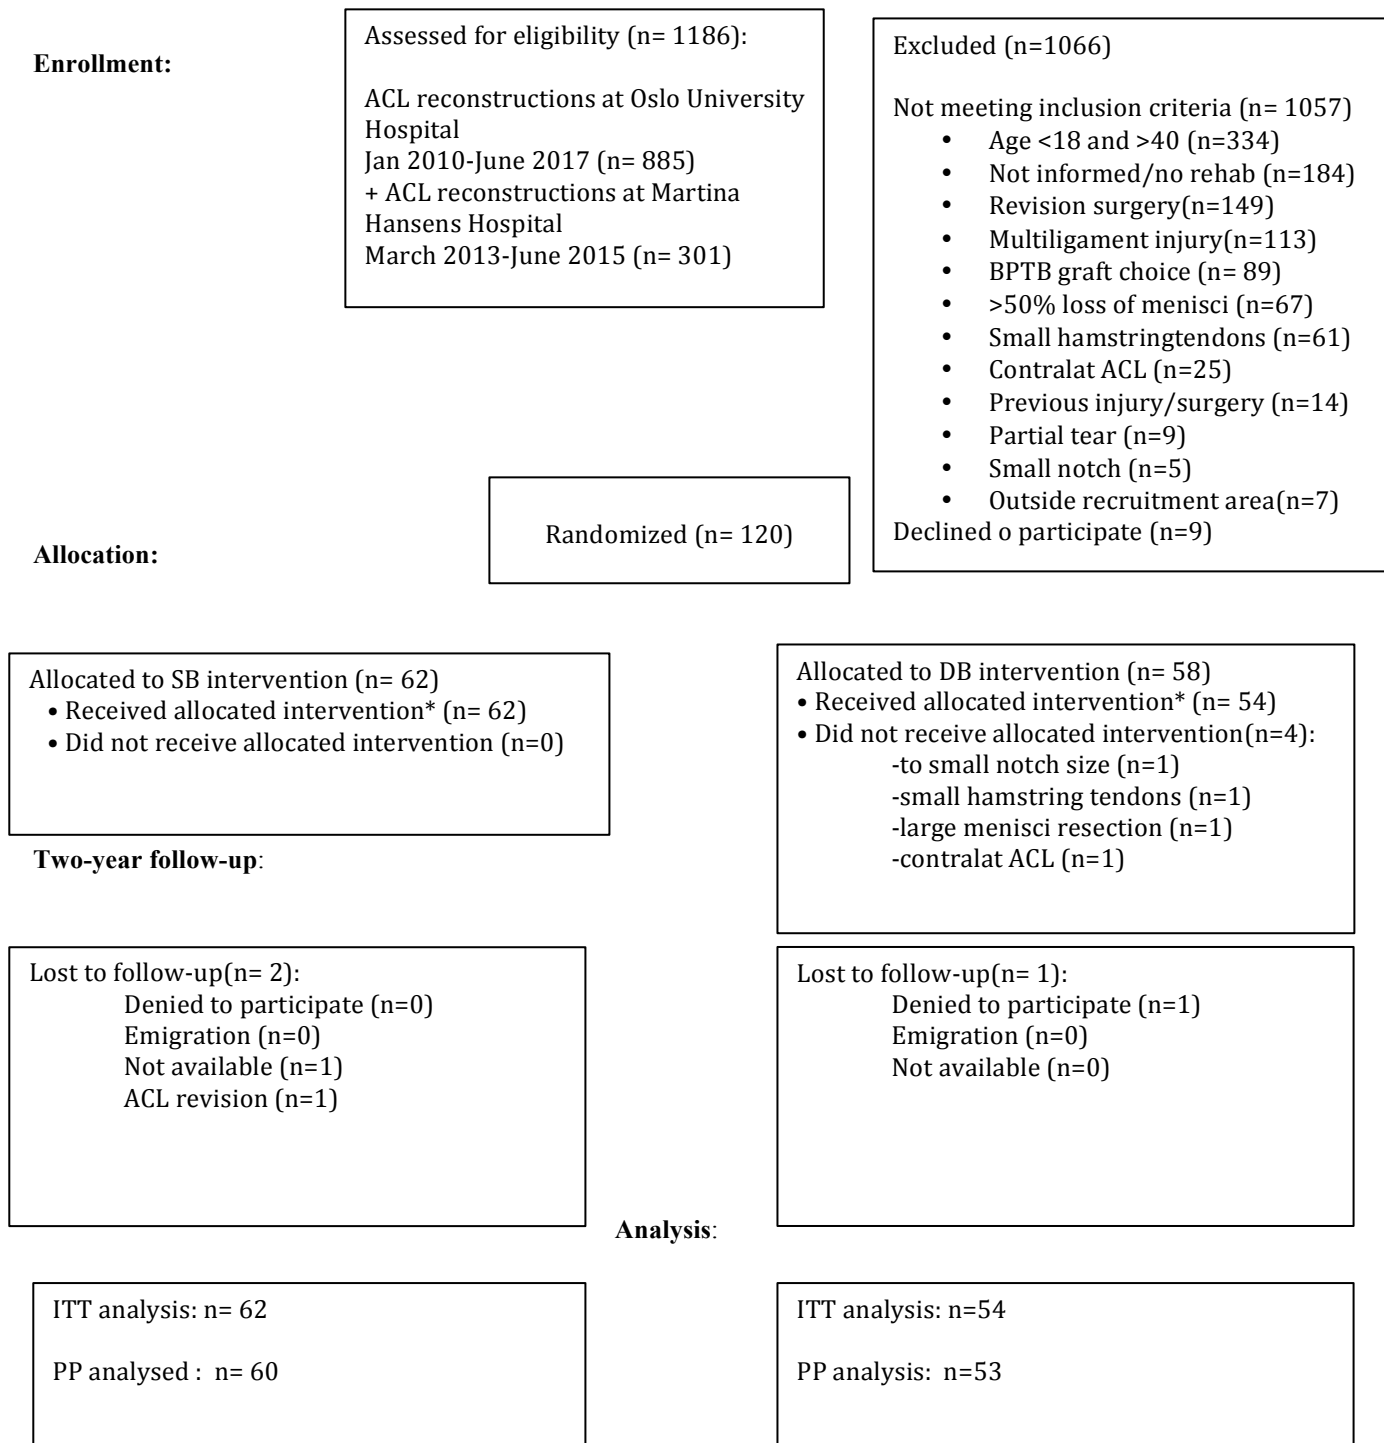 Enrollment:
Assessed for eligibility (n= 1186):
ACL reconstructions at Oslo University
Hospital
Jan 2010-June 2017 (n= 885)
+ ACL reconstructions at Martina
Hansens Hospital
March 2013-June 2015 (n= 301)
Excluded (n=1066)
Not meeting inclusion criteria (n= 1057)
• Age <18 and >40 (n=334)
• Not informed/no rehab (n=184)
• Revision surgery(n=149)
• Multiligament injury(n=113)
• BPTB graft choice (n= 89)
• >50% loss of menisci (n=67)
• Small hamstringtendons (n=61)
• Contralat ACL (n=25)
• Previous injury/surgery (n=14)
• Partial tear (n=9)
• Small notch (n=5)
• Outside recruitment area(n=7)
Declined o participate (n=9)
Randomized (n= 120)
Allocation:
Allocated to SB intervention (n= 62)
• Received allocated intervention* (n= 62)
• Did not receive allocated intervention (n=0)
Allocated to DB intervention (n= 58)
• Received allocated intervention* (n= 54)
• Did not receive allocated intervention(n=4):
-to small notch size (n=1)
-small hamstring tendons (n=1)
-large menisci resection (n=1)
-contralat ACL (n=1)
Two-year follow-up:
Lost to follow-up(n= 2):
Denied to participate (n=0)
Emigration (n=0)
Not available (n=1)
ACL revision (n=1)
Lost to follow-up(n= 1):
Denied to participate (n=1)
Emigration (n=0)
Not available (n=0)
Analysis:
ITT analysis: n= 62
PP analysed :  n= 60
ITT analysis: n=54
PP analysis:  n=53